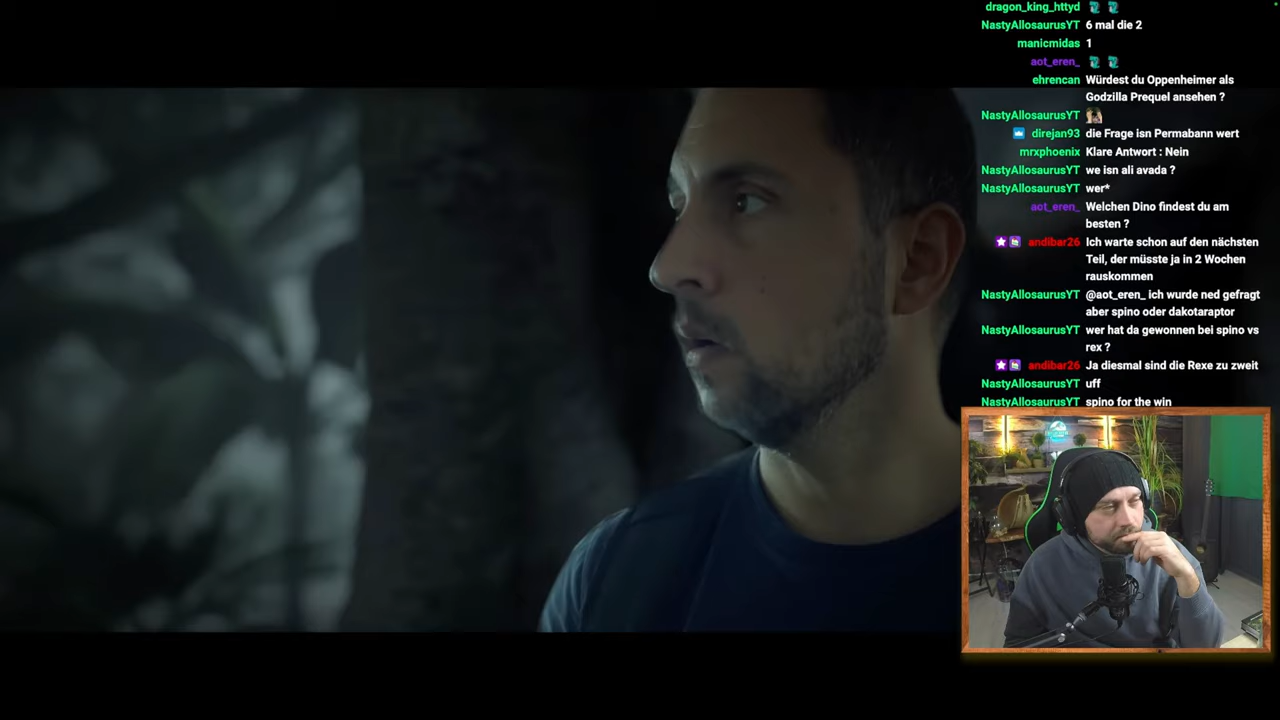 dragon_king_httyd
NastyAllosaurusYT 6 mal die 2
manicmidas 1
aot_eren_
ehrencan Würdest du Oppenheimer als
Godzilla Prequel ansehen ?
NastyAllosaurusYT
direjan93 die Frage isn Permabann wert
mrxphoenix Klare Antwort : Nein
NastyAllosaurusYT we isn ali avada ?
NastyAllosaurusYT wer*
aot_eren_ Welchen Dino findest du am
besten ?
andibar26 Ich warte schon auf den nächsten
Teil, der müsste ja in 2 Wochen
rauskommen
NastyAllosaurusYT @aot_eren_ ich wurde ned gefragt
aber spino oder dakotaraptor
NastyAllosaurusYT wer hat da gewonnen bei spino vs
rex ?
andibar26 Ja diesmal sind die Rexe zu zweit
NastyAllosaurusYT uff
NastyAllosaurusYT spino for the win